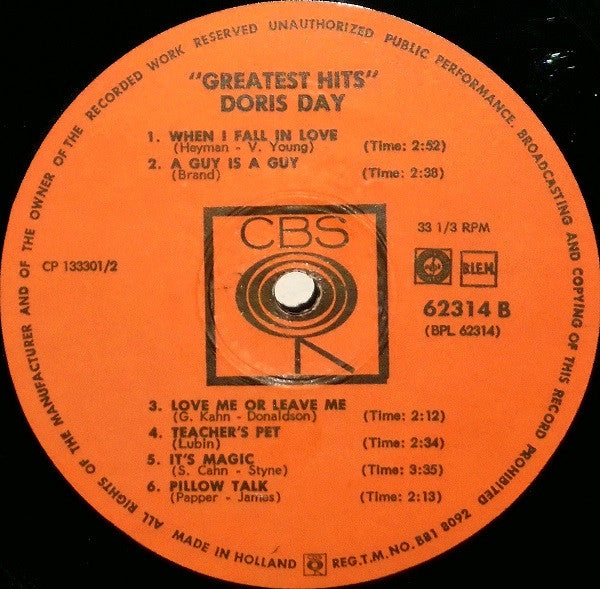 ALL RIGHTS OF THE MANUFACTURER AND OF THE OWNER OF THE RECORDED WORK RESERVED UNAUTHORIZED PUBLIC PERFORMANCE. BROADCASTING AND COPYING OF THIS RECORD PROHIBITED
"GREATEST HITS"
DORIS DAY
1. WHEN I FALL IN LOVE
(Heyman - V. Young) (Time: 2:52)
2. A GUY IS A GUY
(Brand) (Time: 2:38)
CBS
33 1/3 RPM
CP 133301/2
B.I.E.M.
62314 B
(BPL 62314)
3. LOVE ME OR LEAVE ME
(G. Kahn - Donaldson) (Time: 2:12)
4. TEACHER'S PET
(Lubin) (Time: 2:34)
5. IT'S MAGIC
(S. Cahn - Styne) (Time: 3:35)
6. PILLOW TALK
(Papper - James) (Time: 2:13)
MADE IN HOLLAND CBS REG.T.M.NO. BB1 8092